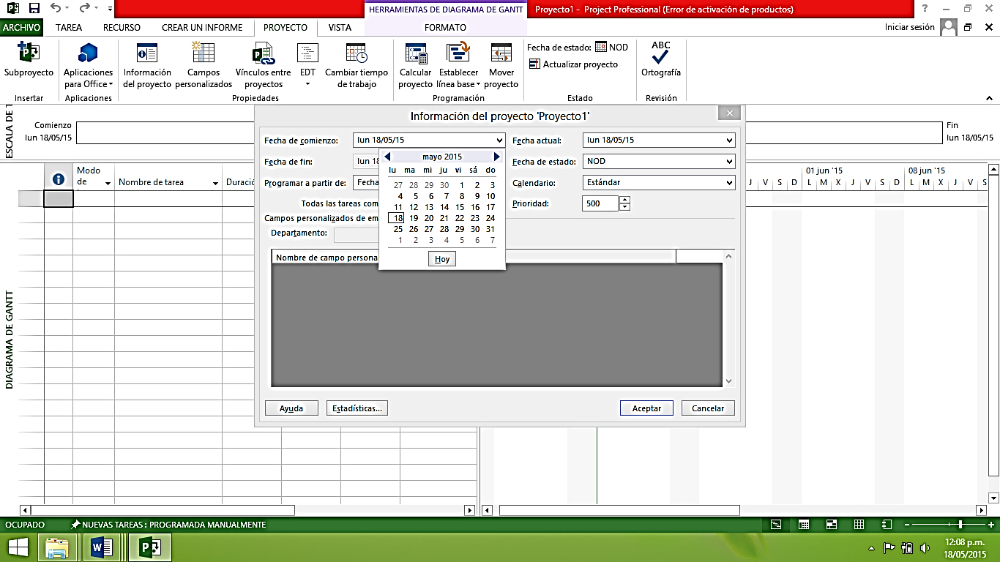 HERRAMIENTAS DE DIAGRAMA DE GANTT
Proyecto1 - Project Professional (Error de activación de productos)
ARCHIVO TAREA RECURSO CREAR UN INFORME PROYECTO VISTA FORMATO
Iniciar sesión
Subproyecto
Aplicaciones para Office
Información del proyecto
Campos personalizados
Vínculos entre proyectos
EDT
Cambiar tiempo de trabajo
Calcular proyecto
Establecer línea base
Mover proyecto
Fecha de estado: NOD
Actualizar proyecto
ABC
Ortografía
Insertar Aplicaciones Propiedades Programación Estado Revisión
ESCALA DE T
Comienzo
lun 18/05/15
Fin
lun 18/05/15
Modo de
Nombre de tarea
Duració
01 jun '15 08 jun '15
J V S D L M X J V S D L M X J V S
DIAGRAMA DE GANTT
Información del proyecto 'Proyecto1'
Fecha de comienzo: lun 18/05/15
Fecha actual: lun 18/05/15
Fecha de fin: lun 18
Fecha de estado: NOD
Programar a partir de: Fecha
Calendario: Estándar
Todas las tareas com
Prioridad: 500
Campos personalizados de em
Departamento:
Nombre de campo persona
mayo 2015
lu ma mi ju vi sá do
27 28 29 30 1 2 3
4 5 6 7 8 9 10
11 12 13 14 15 16 17
18 19 20 21 22 23 24
25 26 27 28 29 30 31
1 2 3 4 5 6 7
Hoy
Ayuda Estadísticas... Aceptar Cancelar
OCUPADO NUEVAS TAREAS : PROGRAMADA MANUALMENTE
12:08 p.m.
18/05/2015